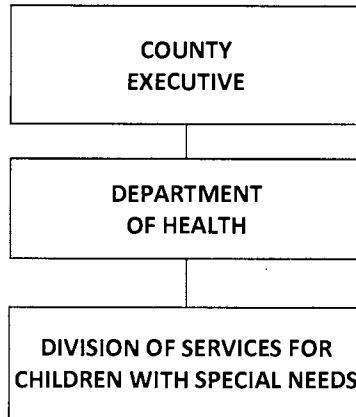 COUNTY
EXECUTIVE
DEPARTMENT
OF HEALTH
DIVISION OF SERVICES FOR
CHILDREN WITH SPECIAL NEEDS